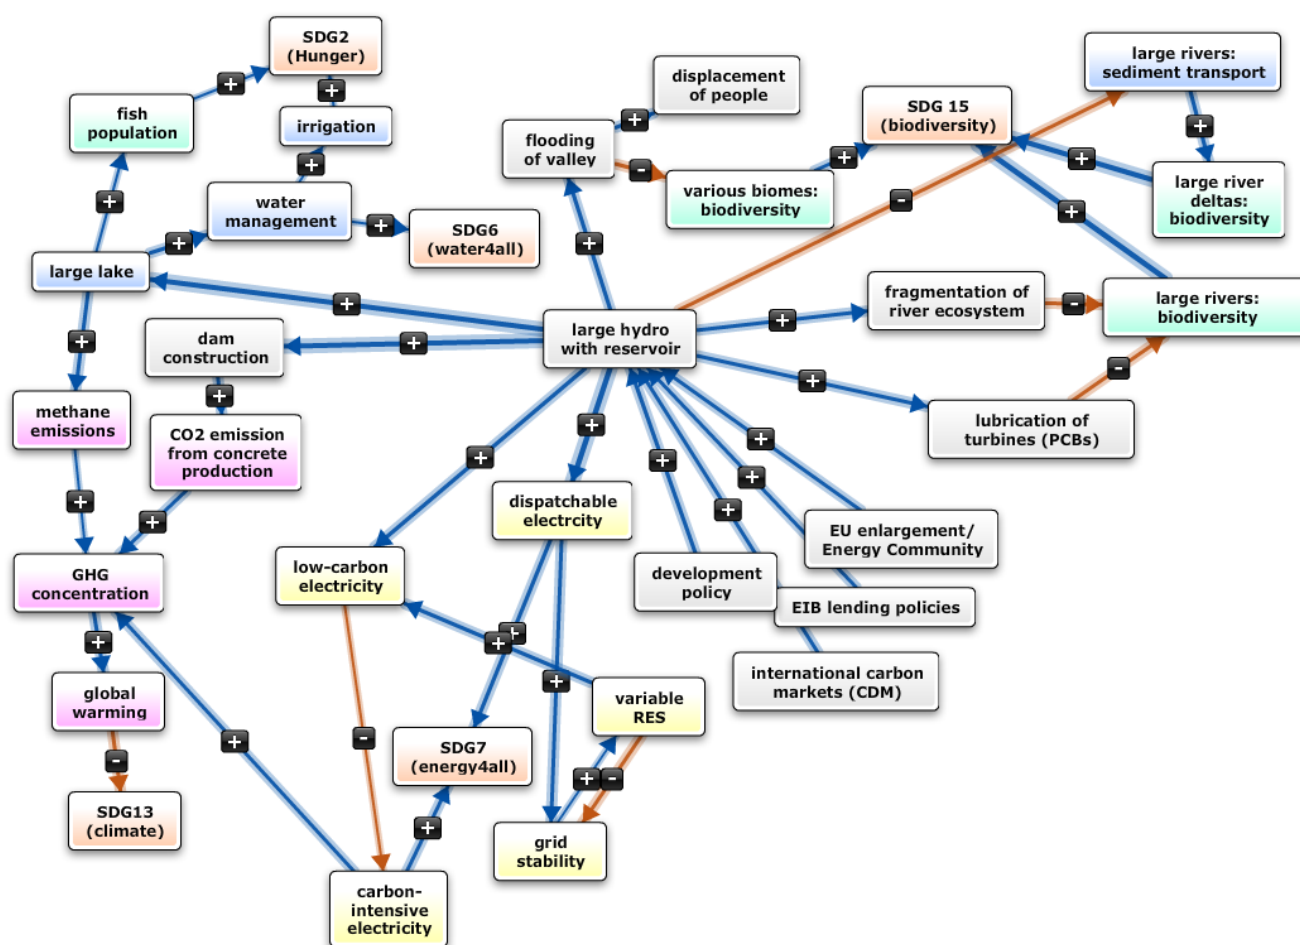 SDG2
(Hunger)
large rivers:
sediment transport
displacement
of people
fish
population
+
+
irrigation
SDG 15
(biodiversity)
+
flooding
of valley
+
+
+
+
-
various biomes:
biodiversity
large river
deltas:
biodiversity
water
management
+
+
-
+
SDG6
(water4all)
+
+
+
large lake
fragmentation of
river ecosystem
large rivers:
biodiversity
+
+
-
large hydro
with reservoir
dam
construction
+
+
-
+
+
methane
emissions
lubrication of
turbines (PCBs)
CO2 emission
from concrete
production
+
+
+
+
+
dispatchable
electrcity
+
+
+
EU enlargement/
Energy Community
low-carbon
electricity
GHG
concentration
development
policy
EIB lending policies
+
+
+
international carbon
markets (CDM)
+
global
warming
variable
RES
-
+
SDG7
(energy4all)
-
+
-
SDG13
(climate)
+
grid
stability
carbon-
intensive
electricity